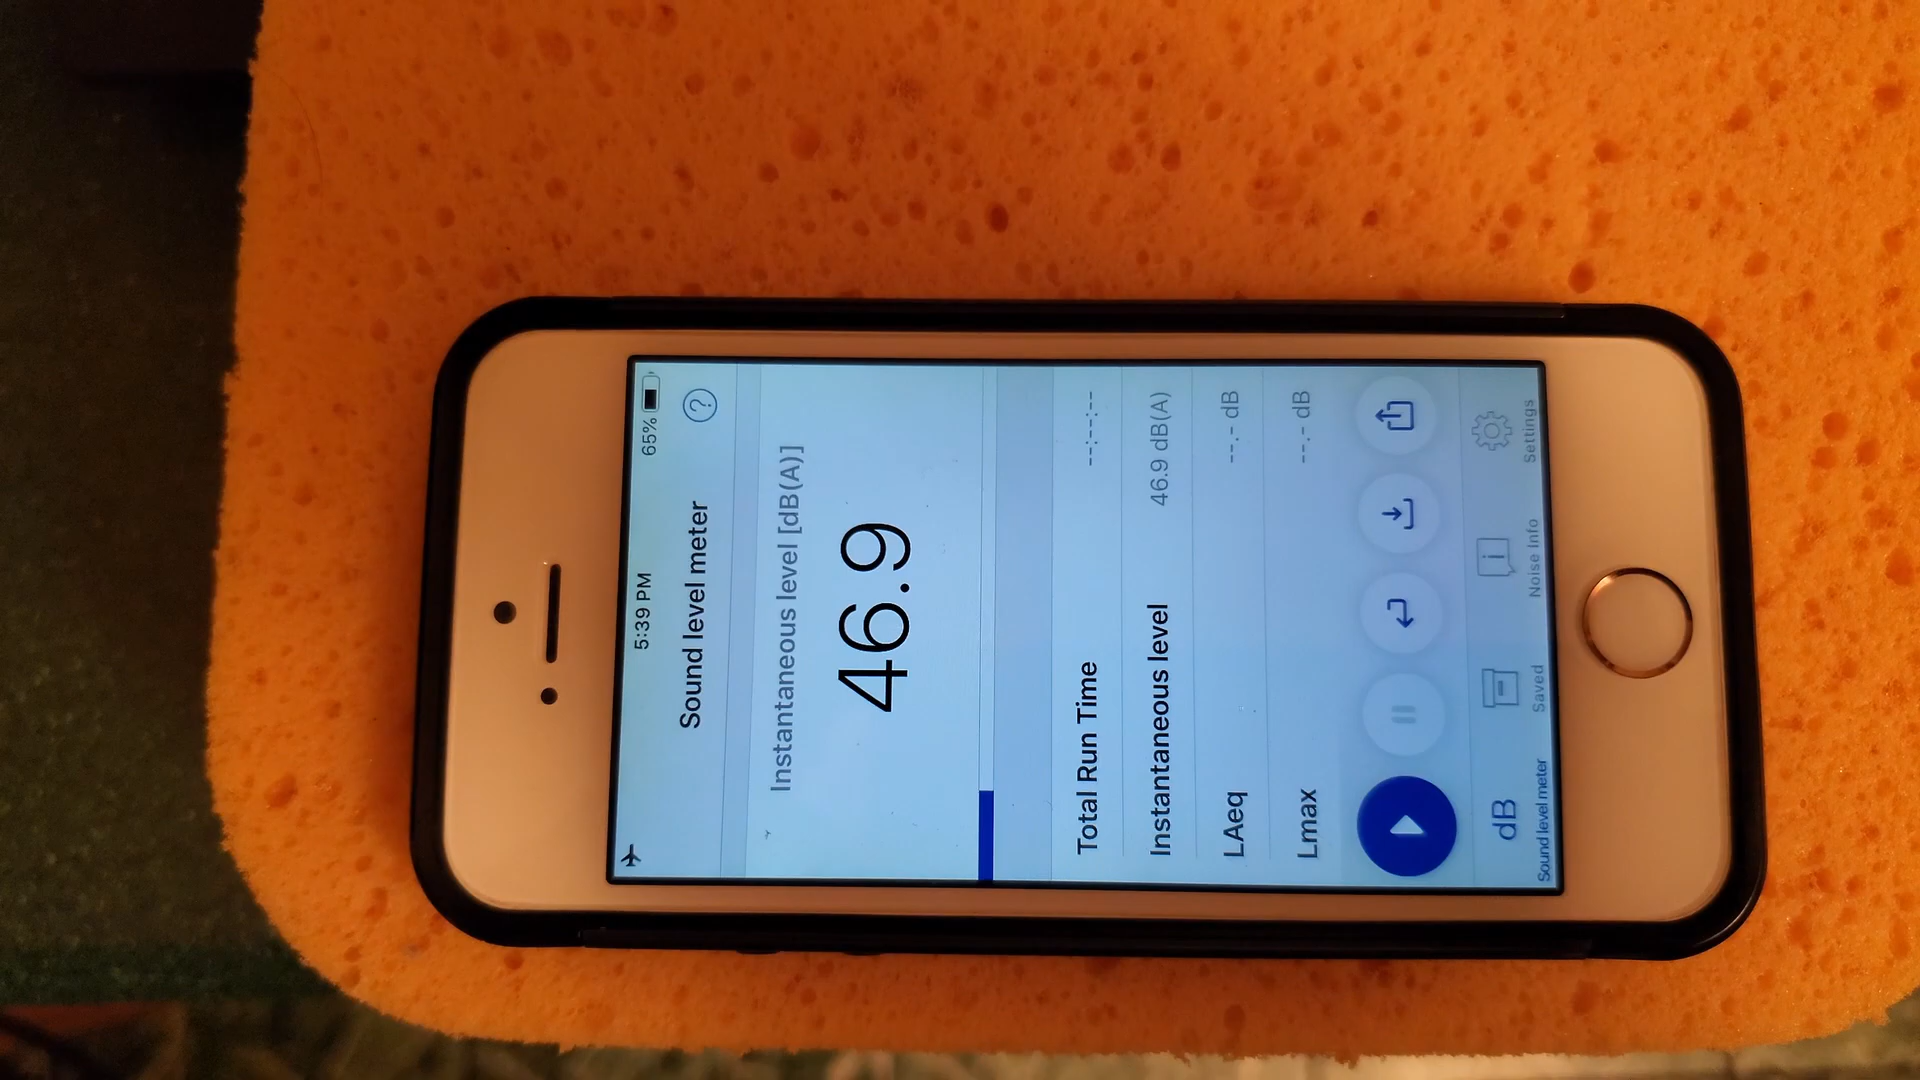 5:39 PM 65%
Sound level meter ?
Instantaneous level [dB(A)]
46.9
Total Run Time --:--:--
Instantaneous level 46.9 dB(A)
LAeq --.- dB
Lmax --.- dB
dB
Sound level meter Saved Noise Info Settings